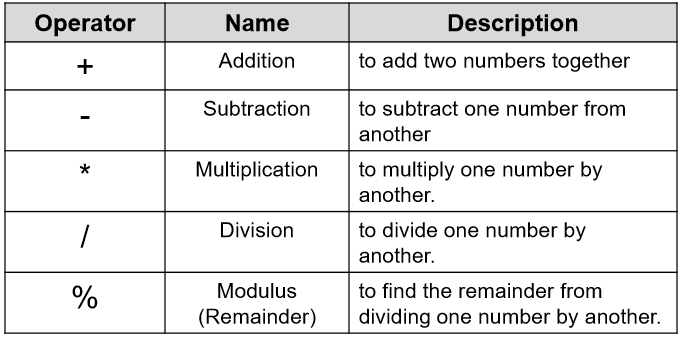 Operator Name Description
+ Addition to add two numbers together
- Subtraction to subtract one number from
another
* Multiplication to multiply one number by
another.
/ Division to divide one number by
another.
% Modulus to find the remainder from
(Remainder) dividing one number by another.